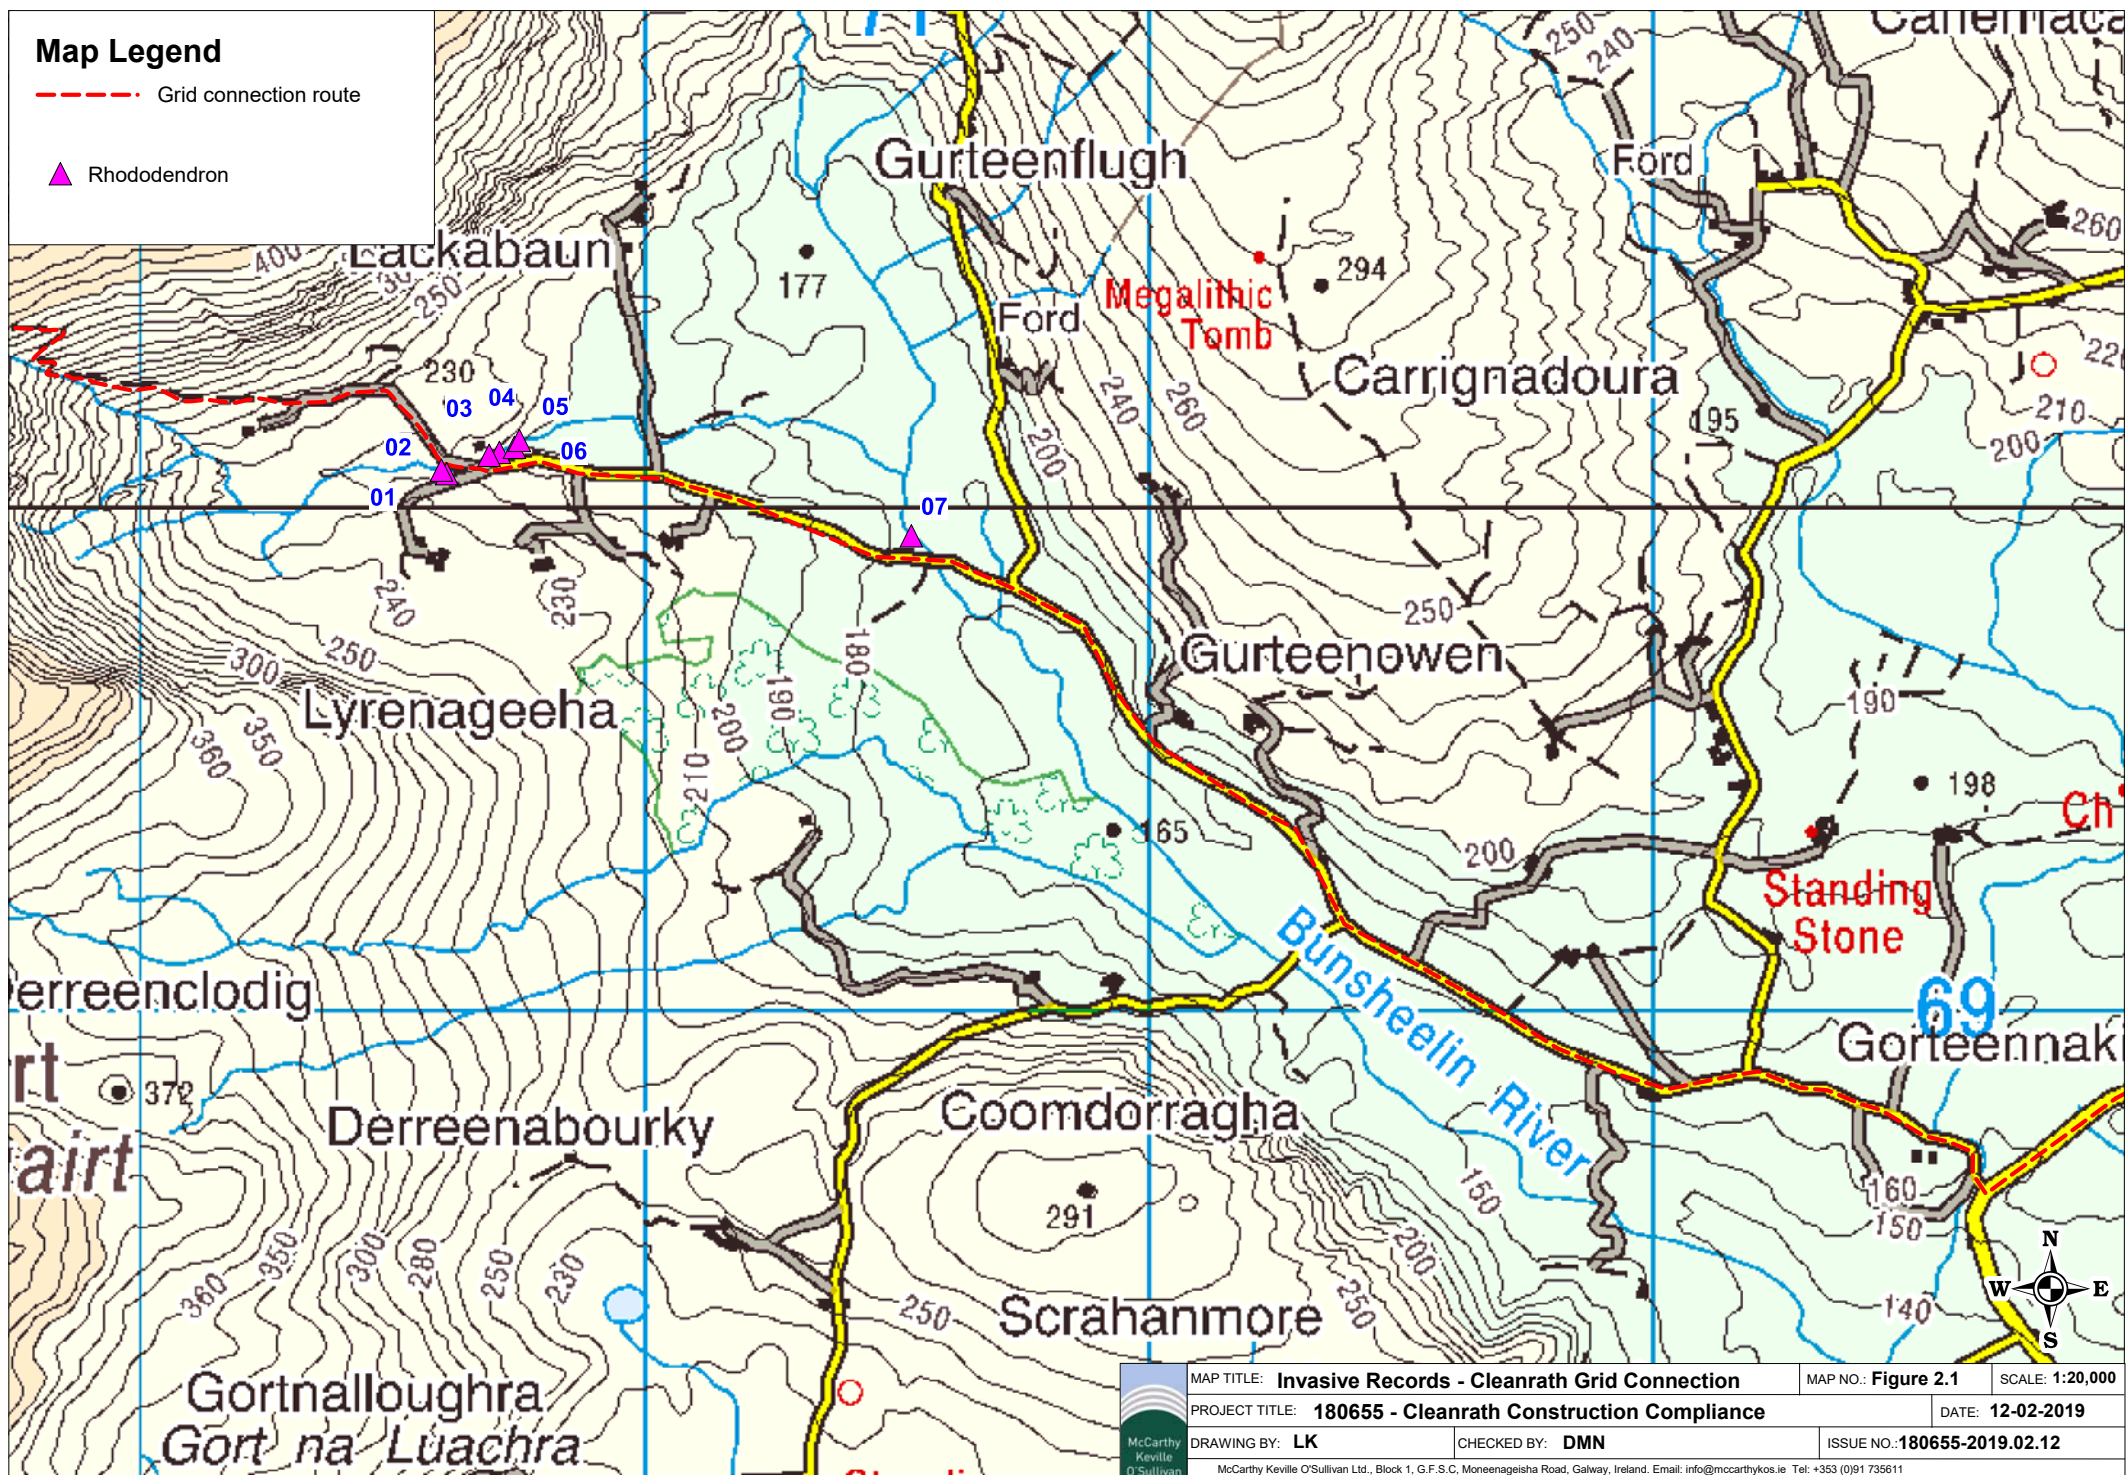 Map Legend
Grid connection route
Rhododendron
Gurteenflugh
Ford
250
240
260
Lackabaun
400
250
177
Ford
Megalithic
Tomb
294
Carrignadoura
195
210
200
230
03
04
05
02
06
01
07
240
260
200
240
230
250
300
250
Lyrenageeha
360
350
180
190
200
210
Gurteenowen
250
190
198
165
200
Standing
Stone
Ch
69
Bunsheelin River
erreenclodig
rt
372
airt
Derreenabourky
Coomdorragha
291
Gorteennak
160
150
150
200
250
140
360
350
300
280
250
230
250
Scrahanmore
Gortnalloughra
Gort na Luachra
N
W
E
S
MAP TITLE: Invasive Records - Cleanrath Grid Connection
MAP NO.: Figure 2.1
SCALE: 1:20,000
PROJECT TITLE: 180655 - Cleanrath Construction Compliance
DATE: 12-02-2019
DRAWING BY: LK
CHECKED BY: DMN
ISSUE NO.:180655-2019.02.12
McCarthy
Keville
O'Sullivan
McCarthy Keville O'Sullivan Ltd., Block 1, G.F.S.C, Moneenageisha Road, Galway, Ireland. Email: info@mccarthykos.ie Tel: +353 (0)91 735611